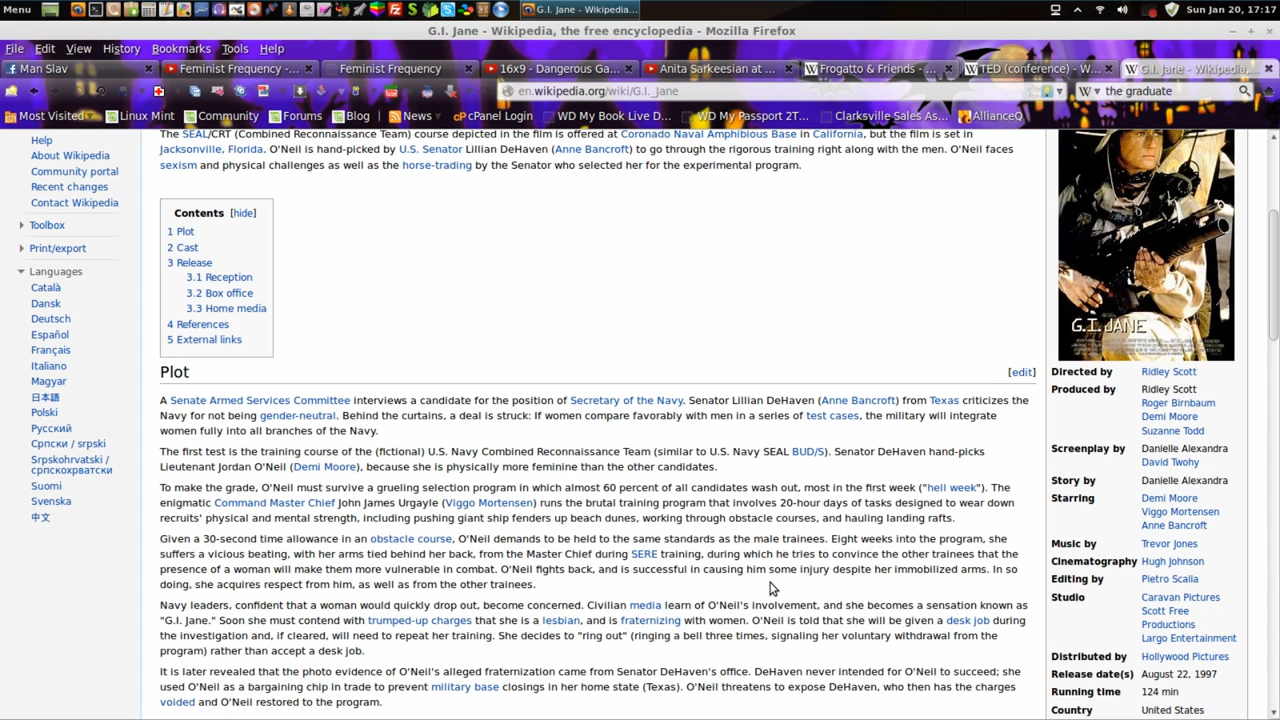 Menu
G.I. Jane - Wikipedia...
Sun Jan 20, 17:17
G.I. Jane - Wikipedia, the free encyclopedia - Mozilla Firefox
File Edit View History Bookmarks Tools Help
Man Slav
Feminist Frequency -...
Feminist Frequency
16x9 - Dangerous Ga...
Anita Sarkeesian at ...
Frogatto & Friends - ...
TED (conference) - W...
G.I. Jane - Wikipedia,...
en.wikipedia.org/wiki/G.I._Jane
the graduate
Most Visited
Linux Mint
Community
Forums
Blog
News
cPanel Login
WD My Book Live D...
WD My Passport 2T...
Clarksville Sales As...
AllianceQ
Help
About Wikipedia
Community portal
Recent changes
Contact Wikipedia
Toolbox
Print/export
Languages
Català
Dansk
Deutsch
Español
Français
Italiano
Magyar
日本語
Polski
Русский
Српски / srpski
Srpskohrvatski /
српскохрватски
Suomi
Svenska
中文
The SEAL/CRT (Combined Reconnaissance Team) course depicted in the film is offered at Coronado Naval Amphibious Base in California, but the film is set in
Jacksonville, Florida. O'Neil is hand-picked by U.S. Senator Lillian DeHaven (Anne Bancroft) to go through the rigorous training right along with the men. O'Neil faces
sexism and physical challenges as well as the horse-trading by the Senator who selected her for the experimental program.
Contents [hide]
1 Plot
2 Cast
3 Release
3.1 Reception
3.2 Box office
3.3 Home media
4 References
5 External links
Plot [edit]
A Senate Armed Services Committee interviews a candidate for the position of Secretary of the Navy. Senator Lillian DeHaven (Anne Bancroft) from Texas criticizes the
Navy for not being gender-neutral. Behind the curtains, a deal is struck: If women compare favorably with men in a series of test cases, the military will integrate
women fully into all branches of the Navy.
The first test is the training course of the (fictional) U.S. Navy Combined Reconnaissance Team (similar to U.S. Navy SEAL BUD/S). Senator DeHaven hand-picks
Lieutenant Jordan O'Neil (Demi Moore), because she is physically more feminine than the other candidates.
To make the grade, O'Neil must survive a grueling selection program in which almost 60 percent of all candidates wash out, most in the first week ("hell week"). The
enigmatic Command Master Chief John James Urgayle (Viggo Mortensen) runs the brutal training program that involves 20-hour days of tasks designed to wear down
recruits' physical and mental strength, including pushing giant ship fenders up beach dunes, working through obstacle courses, and hauling landing rafts.
Given a 30-second time allowance in an obstacle course, O'Neil demands to be held to the same standards as the male trainees. Eight weeks into the program, she
suffers a vicious beating, with her arms tied behind her back, from the Master Chief during SERE training, during which he tries to convince the other trainees that the
presence of a woman will make them more vulnerable in combat. O'Neil fights back, and is successful in causing him some injury despite her immobilized arms. In so
doing, she acquires respect from him, as well as from the other trainees.
Navy leaders, confident that a woman would quickly drop out, become concerned. Civilian media learn of O'Neil's involvement, and she becomes a sensation known as
"G.I. Jane." Soon she must contend with trumped-up charges that she is a lesbian, and is fraternizing with women. O'Neil is told that she will be given a desk job during
the investigation and, if cleared, will need to repeat her training. She decides to "ring out" (ringing a bell three times, signaling her voluntary withdrawal from the
program) rather than accept a desk job.
It is later revealed that the photo evidence of O'Neil's alleged fraternization came from Senator DeHaven's office. DeHaven never intended for O'Neil to succeed; she
used O'Neil as a bargaining chip in trade to prevent military base closings in her home state (Texas). O'Neil threatens to expose DeHaven, who then has the charges
voided and O'Neil restored to the program.
G.I. JANE
Directed by Ridley Scott
Produced by Ridley Scott
Roger Birnbaum
Demi Moore
Suzanne Todd
Screenplay by Danielle Alexandra
David Twohy
Story by Danielle Alexandra
Starring Demi Moore
Viggo Mortensen
Anne Bancroft
Music by Trevor Jones
Cinematography Hugh Johnson
Editing by Pietro Scalia
Studio Caravan Pictures
Scott Free
Productions
Largo Entertainment
Distributed by Hollywood Pictures
Release date(s) August 22, 1997
Running time 124 min
Country United States